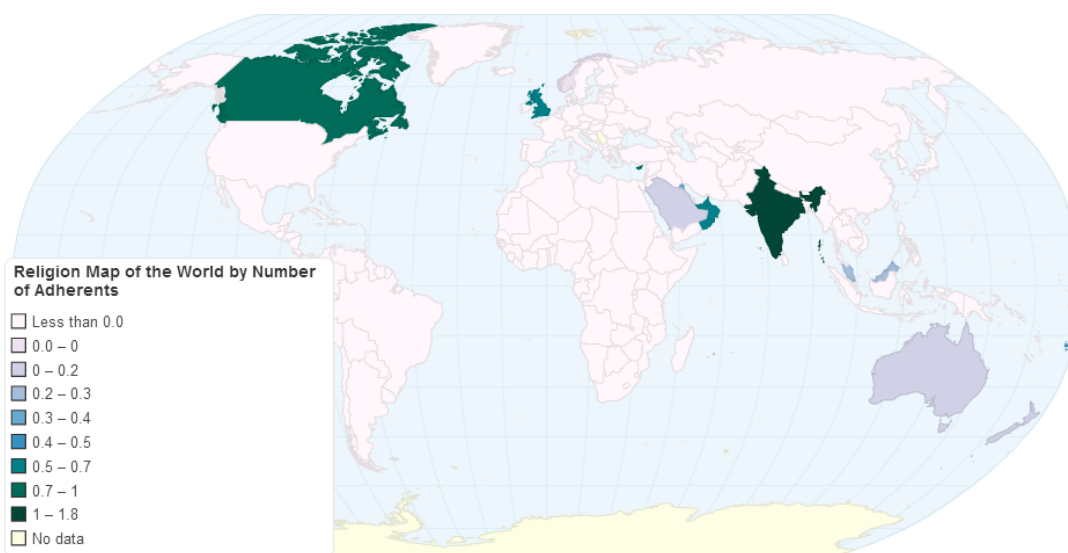 Religion Map of the World by Number
of Adherents
Less than 0.0
0.0 – 0
0 – 0.2
0.2 – 0.3
0.3 – 0.4
0.4 – 0.5
0.5 – 0.7
0.7 – 1
1 – 1.8
No data